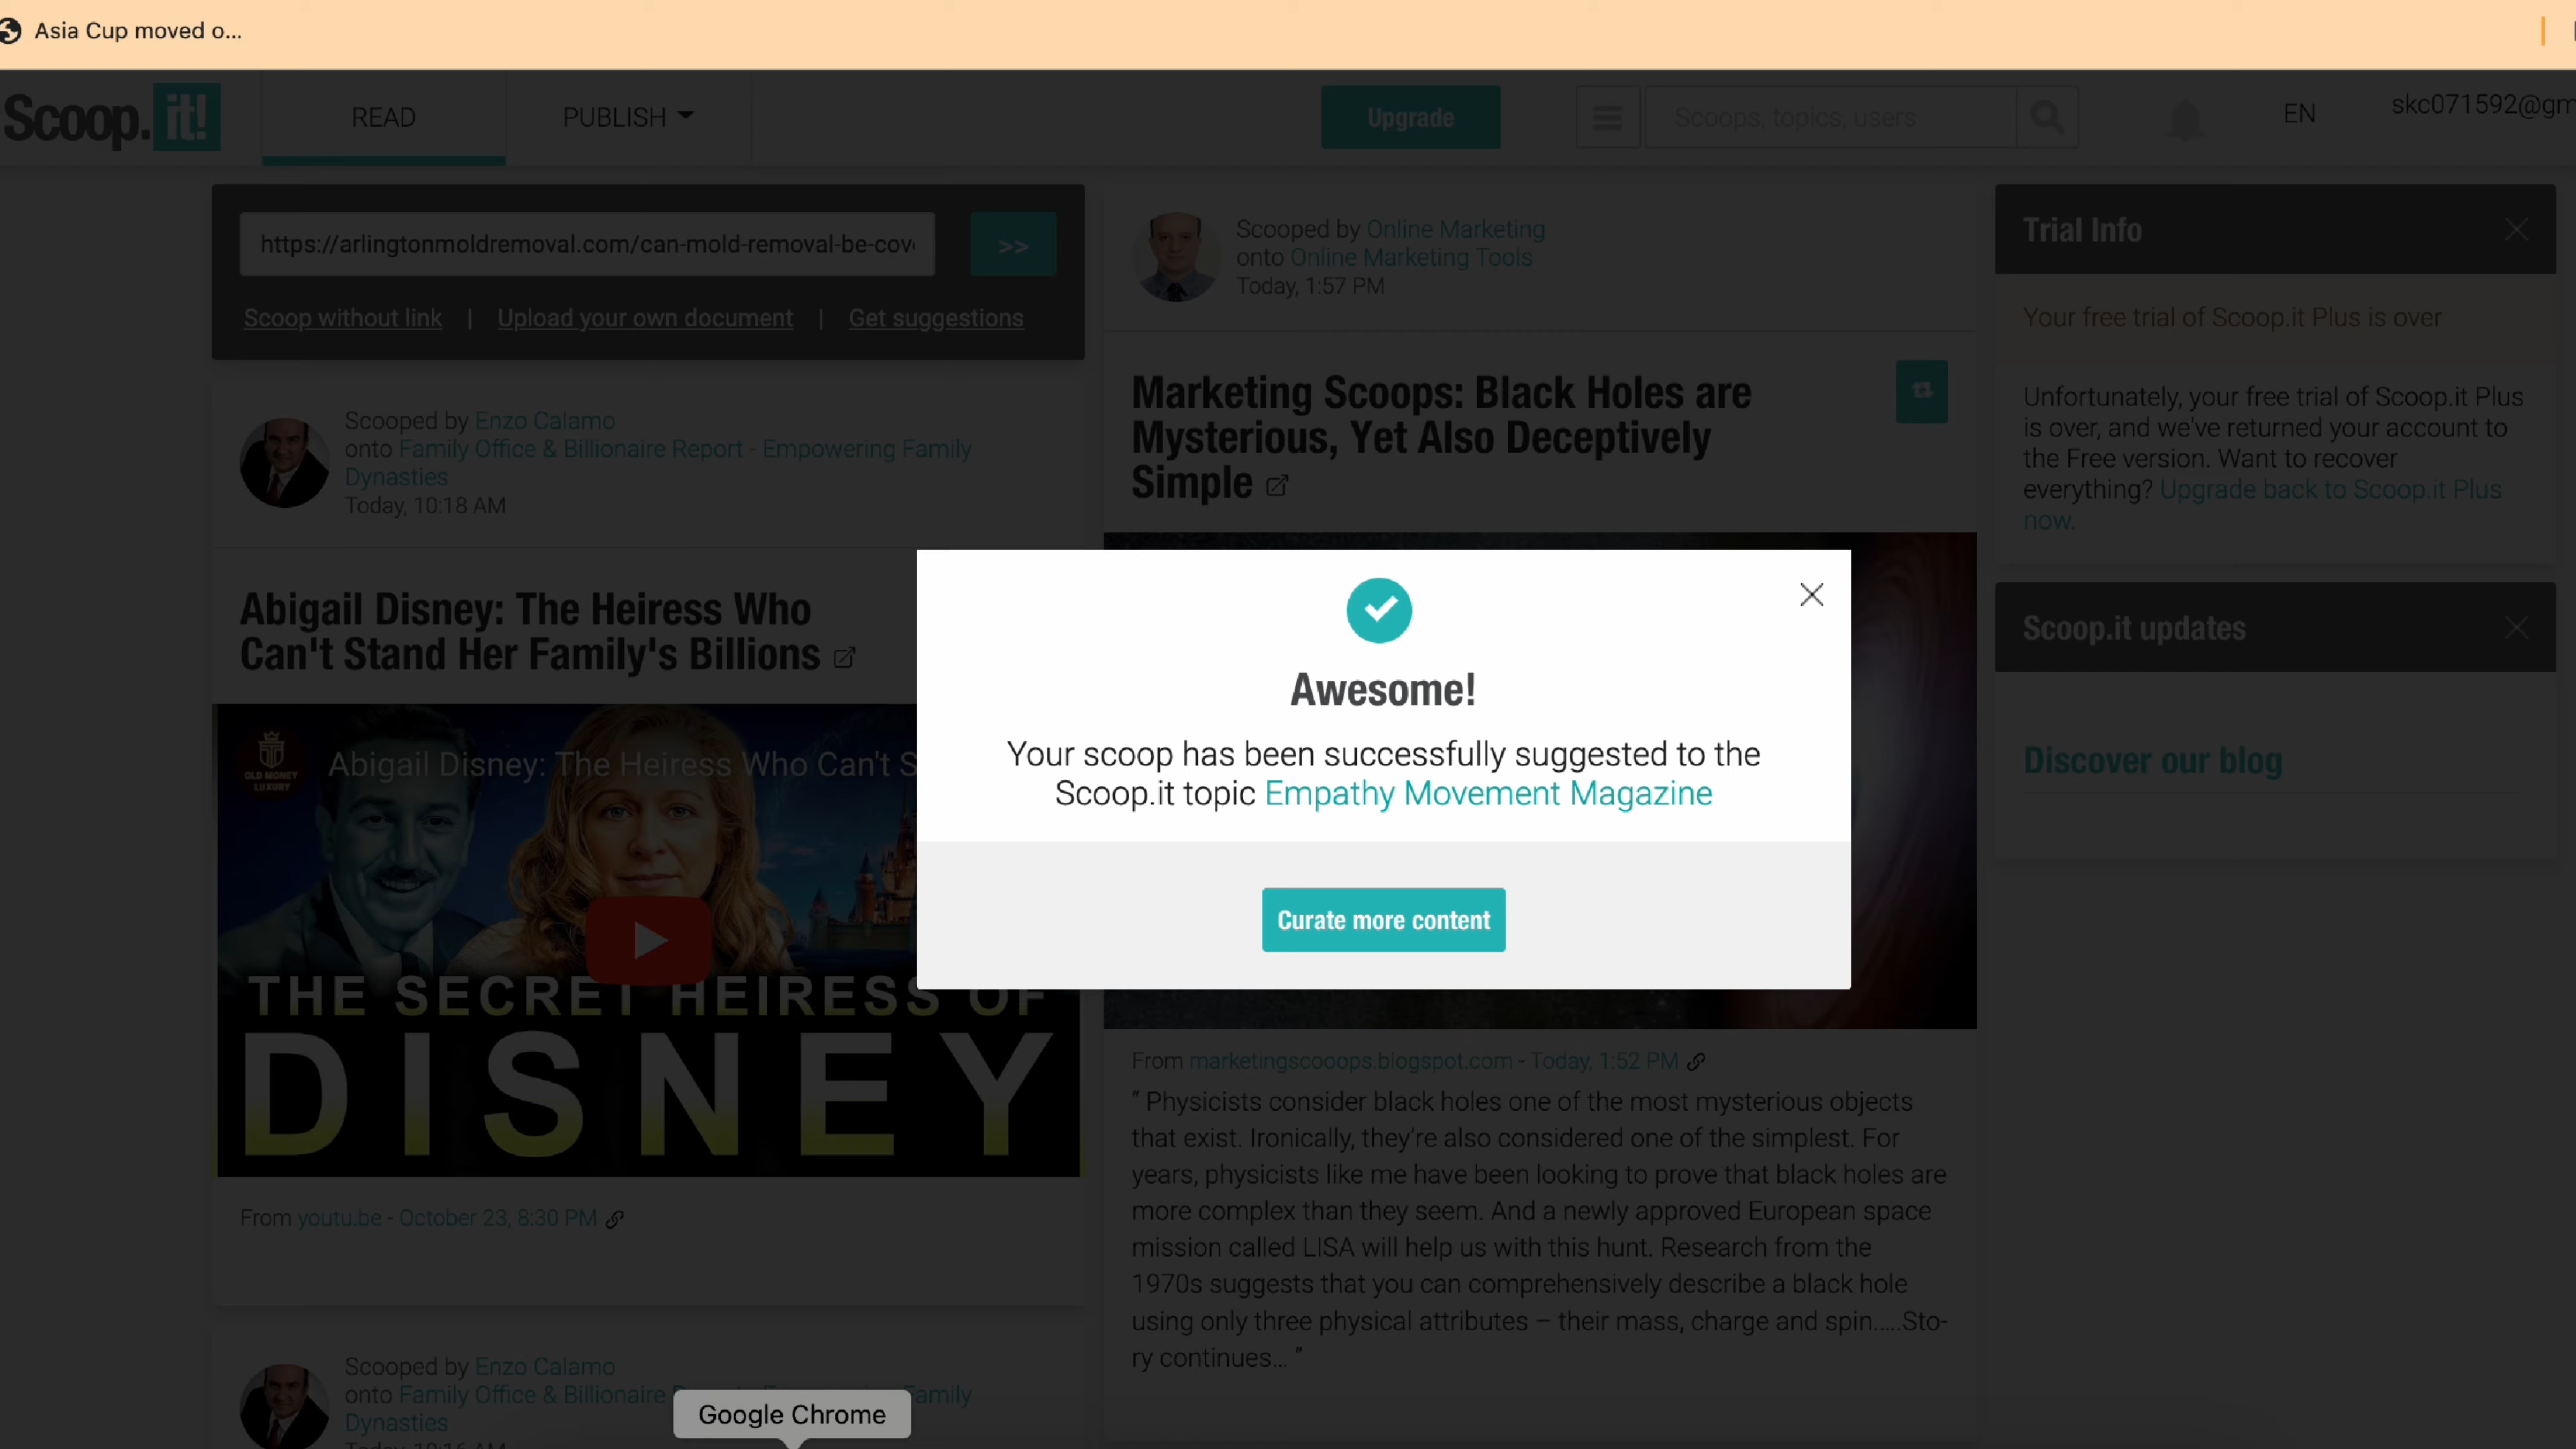 Asia Cup moved o...
Scoop.it!
READ
PUBLISH
Upgrade
Scoops, topics, users
EN
skc071592@gm
https://arlingtonmoldremoval.com/can-mold-removal-be-cov
>>
Scoop without link | Upload your own document | Get suggestions
Scooped by Enzo Calamo
onto Family Office & Billionaire Report - Empowering Family
Dynasties
Today, 10:18 AM
Abigail Disney: The Heiress Who
Can't Stand Her Family's Billions
OLD MONEY
LUXURY
Abigail Disney: The Heiress Who Can't S
THE SECRET HEIRESS OF
DISNEY
From youtu.be - October 23, 8:30 PM
Scooped by Enzo Calamo
onto Family Office & Billionaire
Family
Dynasties
Google Chrome
Scooped by Online Marketing
onto Online Marketing Tools
Today, 1:57 PM
Marketing Scoops: Black Holes are
Mysterious, Yet Also Deceptively
Simple
Awesome!
Your scoop has been successfully suggested to the
Scoop.it topic Empathy Movement Magazine
Curate more content
From marketingscooops.blogspot.com - Today, 1:52 PM
" Physicists consider black holes one of the most mysterious objects
that exist. Ironically, they're also considered one of the simplest. For
years, physicists like me have been looking to prove that black holes are
more complex than they seem. And a newly approved European space
mission called LISA will help us with this hunt. Research from the
1970s suggests that you can comprehensively describe a black hole
using only three physical attributes – their mass, charge and spin.....Sto-
ry continues... "
Trial Info
Your free trial of Scoop.it Plus is over
Unfortunately, your free trial of Scoop.it Plus
is over, and we've returned your account to
the Free version. Want to recover
everything? Upgrade back to Scoop.it Plus
now.
Scoop.it updates
Discover our blog